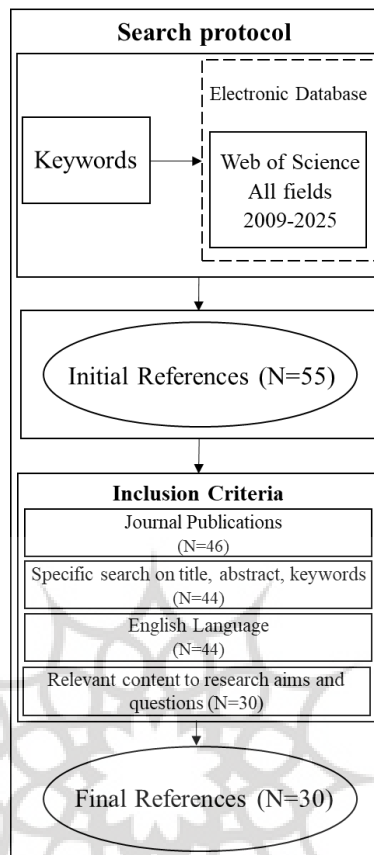 Search protocol
Electronic Database
Keywords
Web of Science
All fields
2009-2025
Initial References (N=55)
Inclusion Criteria
Journal Publications
(N=46)
Specific search on title, abstract, keywords
(N=44)
English Language
(N=44)
Relevant content to research aims and
questions (N=30)
Final References (N=30)